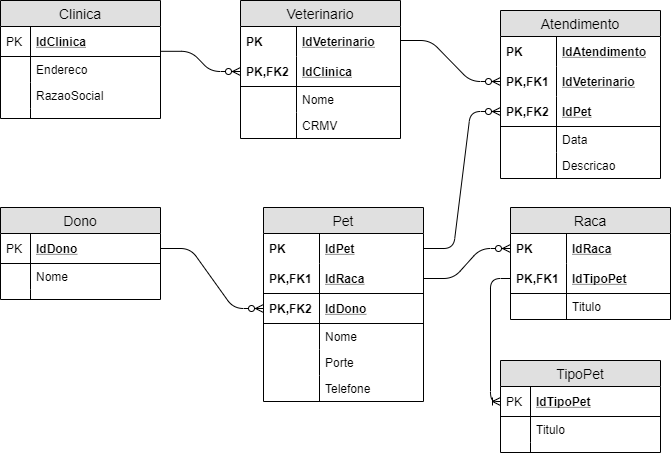 Clinica
PK IdClinica
Endereco
RazaoSocial
Veterinario
PK IdVeterinario
PK,FK2 IdClinica
Nome
CRMV
Atendimento
PK IdAtendimento
PK,FK1 IdVeterinario
PK,FK2 IdPet
Data
Descricao
Dono
PK IdDono
Nome
Pet
PK IdPet
PK,FK1 IdRaca
PK,FK2 IdDono
Nome
Porte
Telefone
Raca
PK IdRaca
PK,FK1 IdTipoPet
Titulo
TipoPet
PK IdTipoPet
Titulo